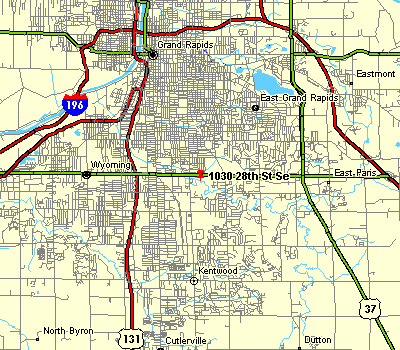 Grand Rapids
Eastmont
196
East Grand Rapids
Wyoming
1030 28th St Se
East Paris
Kentwood
37
North Byron
131
Cutlerville
Dutton